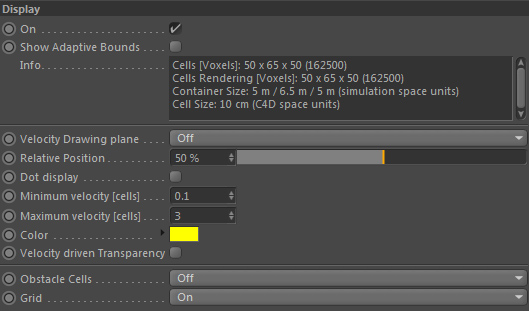 Display
On
Show Adaptive Bounds
Info
Cells [Voxels]: 50 x 65 x 50 (162500)
Cells Rendering [Voxels]: 50 x 65 x 50 (162500)
Container Size: 5 m / 6.5 m / 5 m (simulation space units)
Cell Size: 10 cm (C4D space units)
Velocity Drawing plane Off
Relative Position 50 %
Dot display
Minimum velocity [cells] 0.1
Maximum velocity [cells] 3
Color
Velocity driven Transparency
Obstacle Cells Off
Grid On